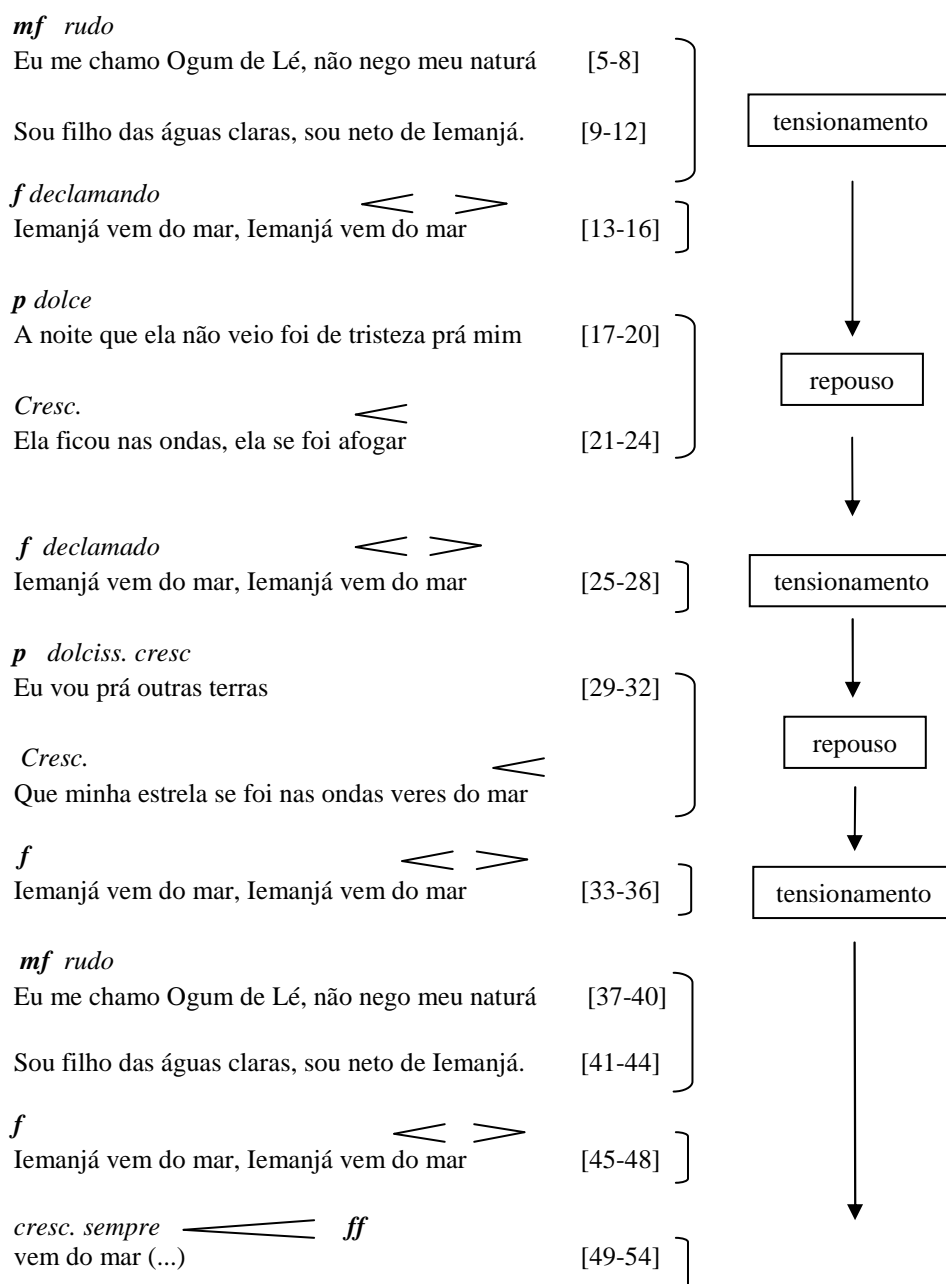 mf rudo
Eu me chamo Ogum de Lé, não nego meu naturá [5-8]
Sou filho das águas claras, sou neto de Iemanjá. [9-12]
tensionamento
f declamando
Iemanjá vem do mar, Iemanjá vem do mar [13-16]
p dolce
A noite que ela não veio foi de tristeza prá mim [17-20]
repouso
Cresc.
Ela ficou nas ondas, ela se foi afogar [21-24]
f declamado
Iemanjá vem do mar, Iemanjá vem do mar [25-28]
tensionamento
p dolciss. cresc
Eu vou prá outras terras [29-32]
repouso
Cresc.
Que minha estrela se foi nas ondas veres do mar
f
Iemanjá vem do mar, Iemanjá vem do mar [33-36]
tensionamento
mf rudo
Eu me chamo Ogum de Lé, não nego meu naturá [37-40]
Sou filho das águas claras, sou neto de Iemanjá. [41-44]
f
Iemanjá vem do mar, Iemanjá vem do mar [45-48]
cresc. sempre ff
vem do mar (...) [49-54]